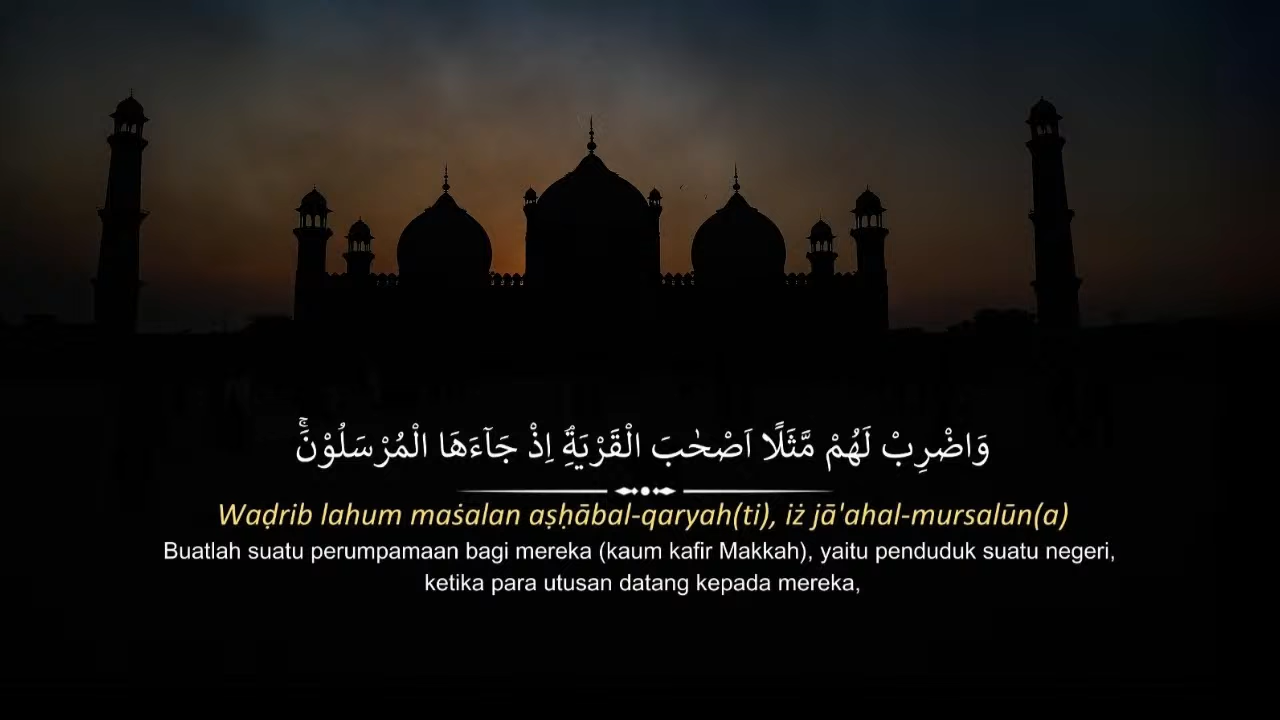 وَاضْرِبْ لَهُمْ مَّثَلًا اَصْحٰبَ الْقَرْيَةِۘ اِذْ جَاۤءَهَا الْمُرْسَلُوْنَۚ
Waḍrib lahum maṡalan aṣḥābal-qaryah(ti), iż jā'ahal-mursalūn(a)
Buatlah suatu perumpamaan bagi mereka (kaum kafir Makkah), yaitu penduduk suatu negeri,
ketika para utusan datang kepada mereka,